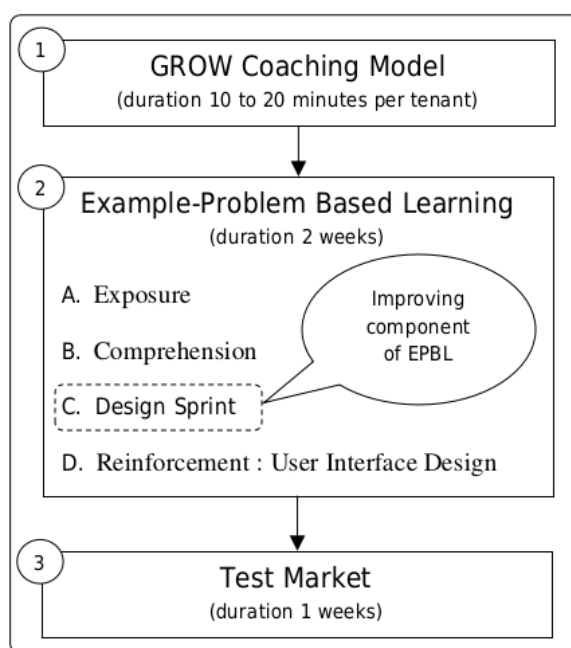 1
GROW Coaching Model
(duration 10 to 20 minutes per tenant)
2
Example-Problem Based Learning
(duration 2 weeks)
A. Exposure
B. Comprehension
C. Design Sprint
D. Reinforcement : User Interface Design
Improving
component
of EPBL
3
Test Market
(duration 1 weeks)